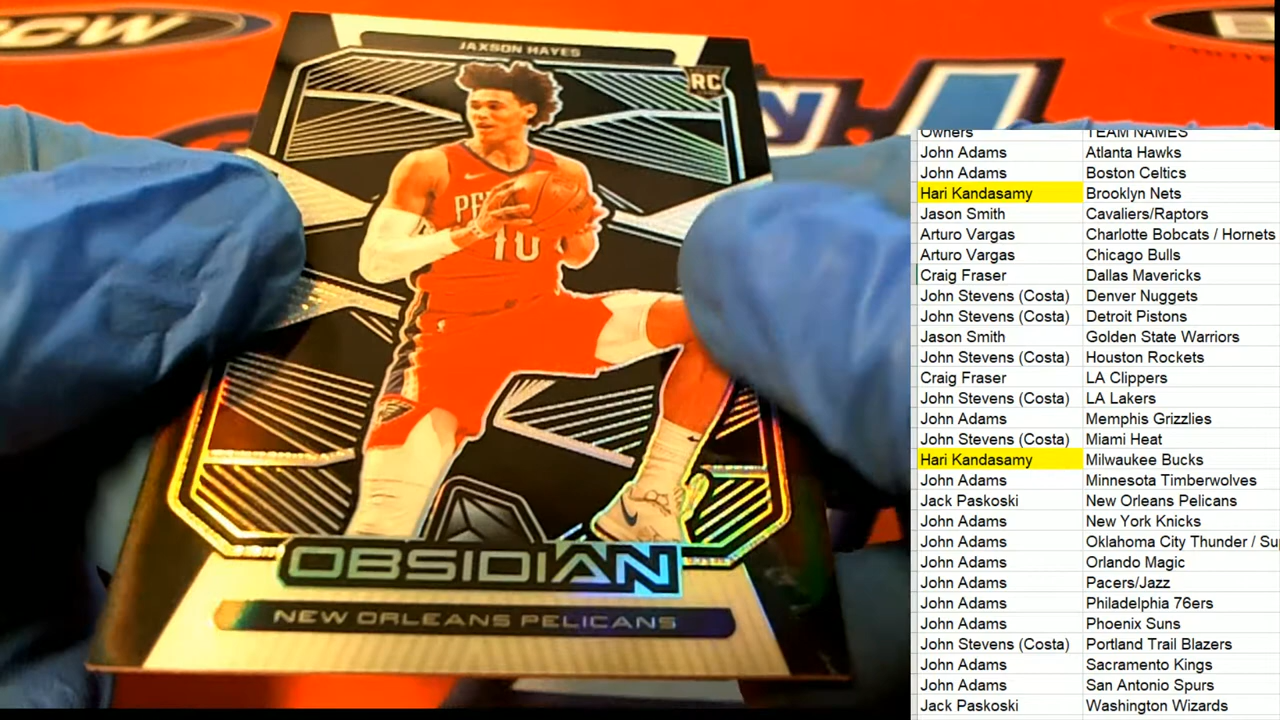 CW
JAXSON HAYES
RC
PE
10
OBSIDIAN
NEW ORLEANS PELICANS
Owners TEAM NAMES
John Adams Atlanta Hawks
John Adams Boston Celtics
Hari Kandasamy Brooklyn Nets
Jason Smith Cavaliers/Raptors
Arturo Vargas Charlotte Bobcats / Hornets
Arturo Vargas Chicago Bulls
Craig Fraser Dallas Mavericks
John Stevens (Costa) Denver Nuggets
John Stevens (Costa) Detroit Pistons
Jason Smith Golden State Warriors
John Stevens (Costa) Houston Rockets
Craig Fraser LA Clippers
John Stevens (Costa) LA Lakers
John Adams Memphis Grizzlies
John Stevens (Costa) Miami Heat
Hari Kandasamy Milwaukee Bucks
John Adams Minnesota Timberwolves
Jack Paskoski New Orleans Pelicans
John Adams New York Knicks
John Adams Oklahoma City Thunder / Su
John Adams Orlando Magic
John Adams Pacers/Jazz
John Adams Philadelphia 76ers
John Adams Phoenix Suns
John Stevens (Costa) Portland Trail Blazers
John Adams Sacramento Kings
John Adams San Antonio Spurs
Jack Paskoski Washington Wizards